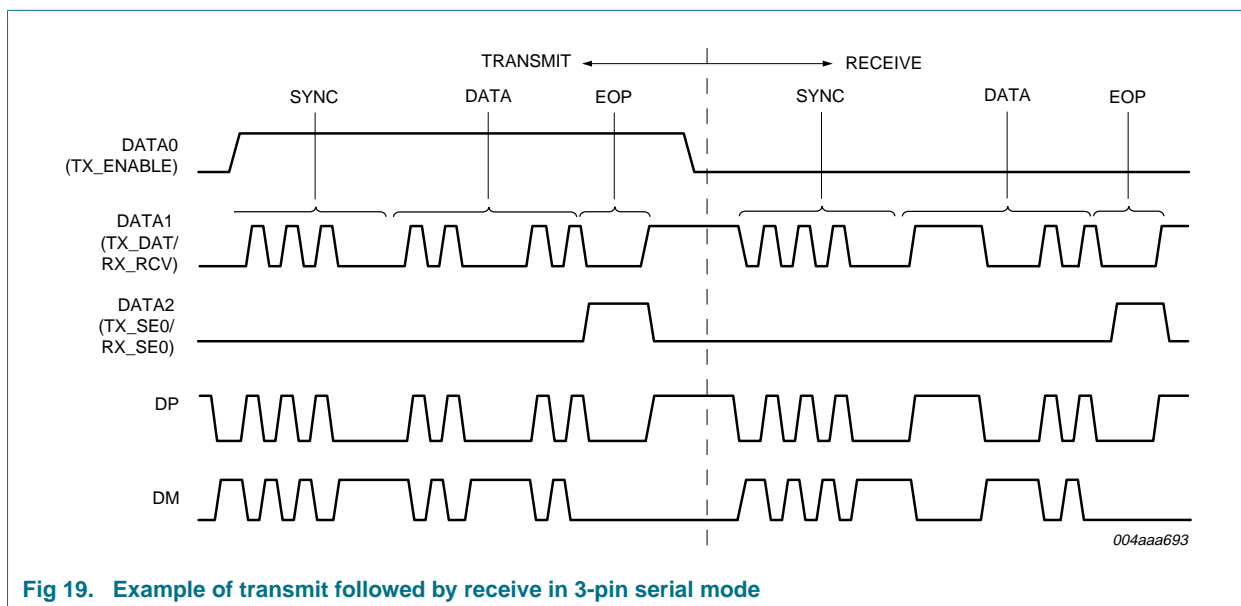 TRANSMIT RECEIVE
SYNC DATA EOP SYNC DATA EOP
DATA0
(TX_ENABLE)
DATA1
(TX_DAT/
RX_RCV)
DATA2
(TX_SE0/
RX_SE0)
DP
DM
004aaa693
Fig 19. Example of transmit followed by receive in 3-pin serial mode